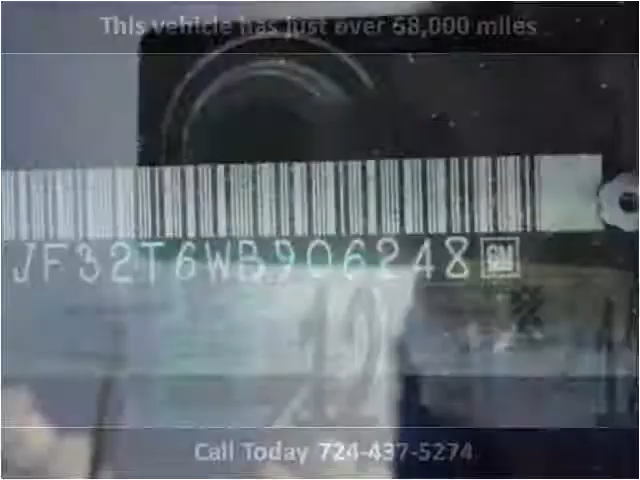 This vehicle has just over 68,000 miles
JF32T6WB906248 GM
Call Today 724-437-5274